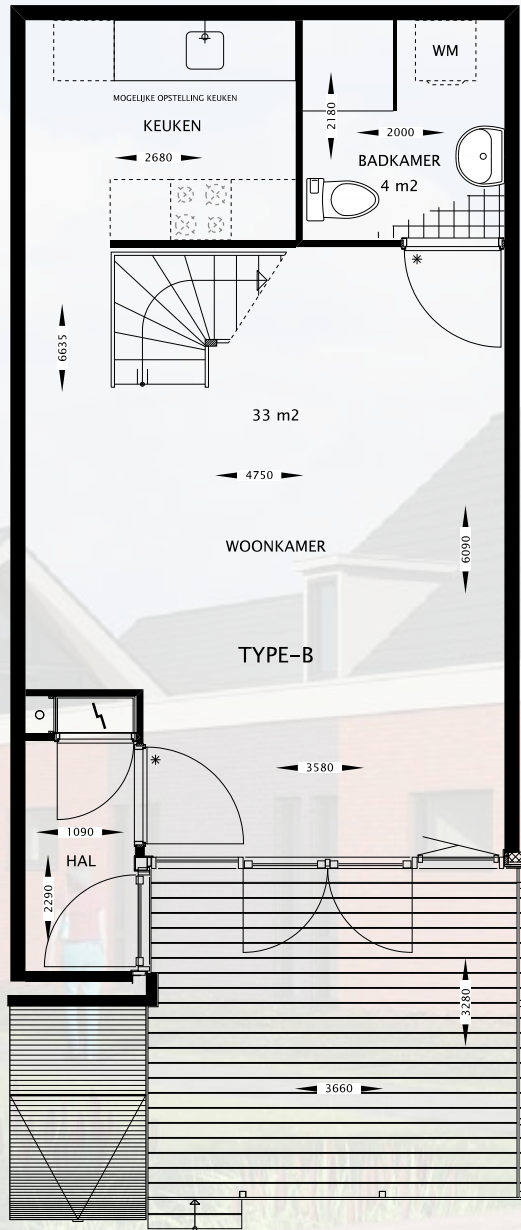 WM
MOGELIJKE OPSTELLING KEUKEN
KEUKEN
2680
2180
2000
BADKAMER
4 m2
6635
33 m2
4750
WOONKAMER
6090
TYPE-B
3580
1090
HAL
2290
3280
3660